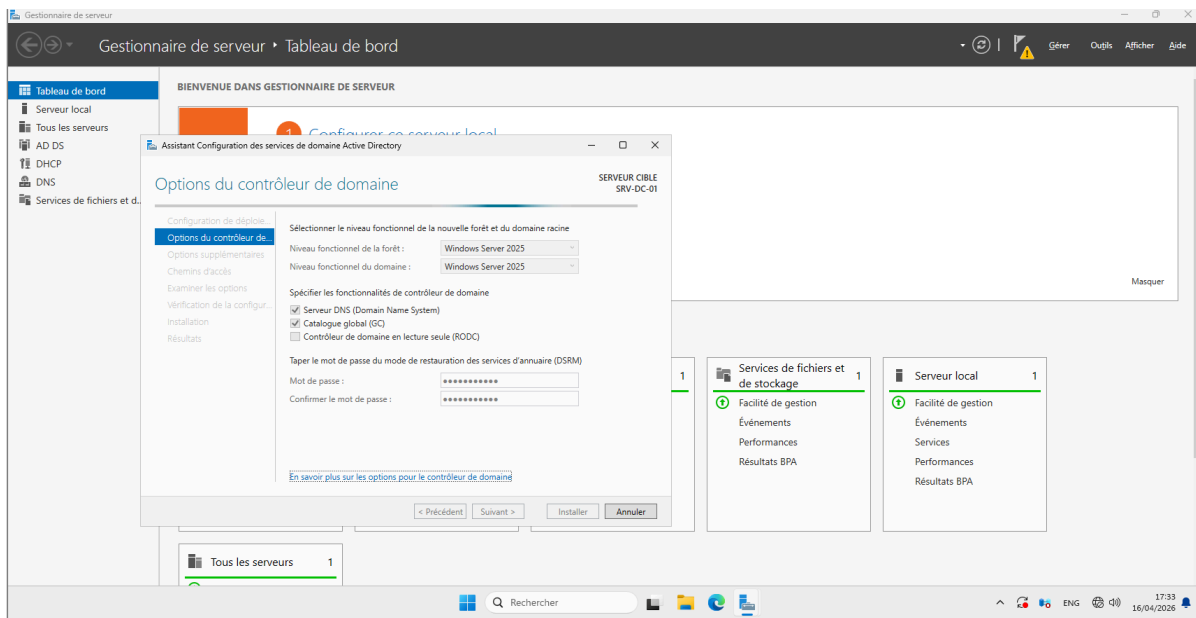 Gestionnaire de serveur
Gestionnaire de serveur • Tableau de bord
Gérer Outils Afficher Aide
Tableau de bord
Serveur local
Tous les serveurs
AD DS
DHCP
DNS
Services de fichiers et d...
BIENVENUE DANS GESTIONNAIRE DE SERVEUR
1 Configurer ce serveur local
Masquer
Assistant Configuration des services de domaine Active Directory
Options du contrôleur de domaine
SERVEUR CIBLE
SRV-DC-01
Configuration de déploie...
Options du contrôleur de...
Options supplémentaires
Chemins d'accès
Examiner les options
Vérification de la configur...
Installation
Résultats
Sélectionner le niveau fonctionnel de la nouvelle forêt et du domaine racine
Niveau fonctionnel de la forêt : Windows Server 2025
Niveau fonctionnel du domaine : Windows Server 2025
Spécifier les fonctionnalités de contrôleur de domaine
Serveur DNS (Domain Name System)
Catalogue global (GC)
Contrôleur de domaine en lecture seule (RODC)
Taper le mot de passe du mode de restauration des services d'annuaire (DSRM)
Mot de passe : •••••••••••
Confirmer le mot de passe : •••••••••••
En savoir plus sur les options pour le contrôleur de domaine
< Précédent Suivant > Installer Annuler
1
Services de fichiers et de stockage 1
Facilité de gestion
Événements
Performances
Résultats BPA
Serveur local 1
Facilité de gestion
Événements
Services
Performances
Résultats BPA
Tous les serveurs 1
Rechercher
ENG
17:33
16/04/2026